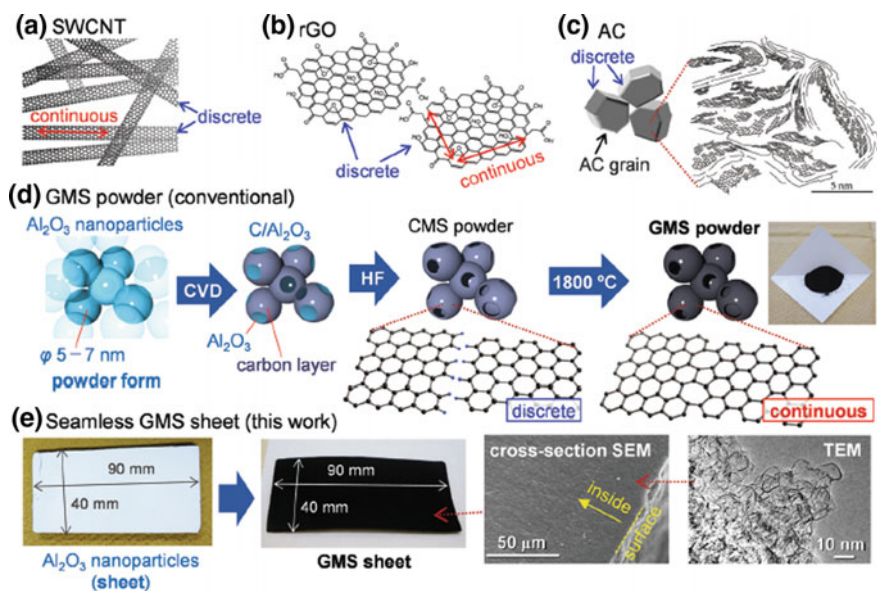 (a) SWCNT
continuous
discrete
(b) rGO
discrete
continuous
(c) AC
discrete
AC grain
5 nm
(d) GMS powder (conventional)
Al₂O₃ nanoparticles
φ 5–7 nm
powder form
CVD
C/Al₂O₃
Al₂O₃
carbon layer
HF
CMS powder
discrete
1800 ºC
GMS powder
continuous
(e) Seamless GMS sheet (this work)
90 mm
40 mm
Al₂O₃ nanoparticles
(sheet)
90 mm
40 mm
GMS sheet
cross-section SEM
inside
surface
50 μm
TEM
10 nm